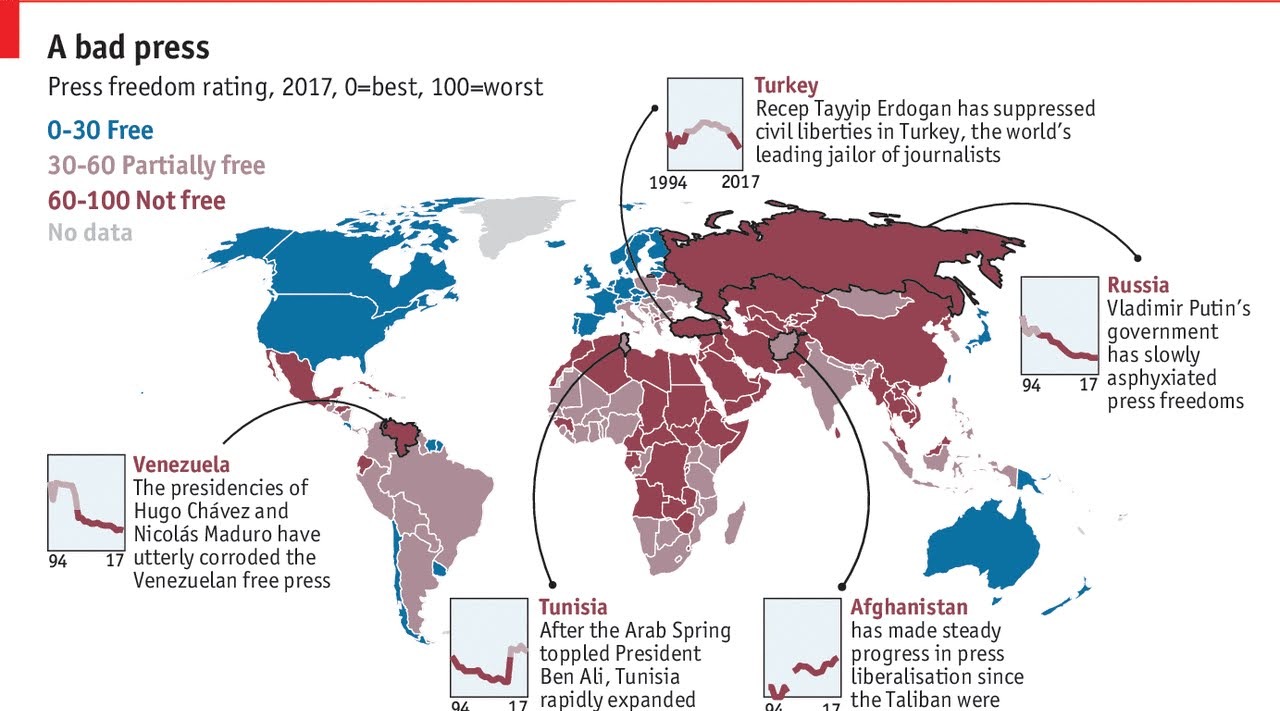 A bad press
Press freedom rating, 2017, 0=best, 100=worst
0-30 Free
30-60 Partially free
60-100 Not free
No data
Turkey
Recep Tayyip Erdogan has suppressed
civil liberties in Turkey, the world's
leading jailor of journalists
1994 2017
Russia
Vladimir Putin's
government
has slowly
asphyxiated
press freedoms
94 17
Venezuela
The presidencies of
Hugo Chávez and
Nicolás Maduro have
utterly corroded the
Venezuelan free press
94 17
Tunisia
After the Arab Spring
toppled President
Ben Ali, Tunisia
rapidly expanded
94 17
Afghanistan
has made steady
progress in press
liberalisation since
the Taliban were
94 17